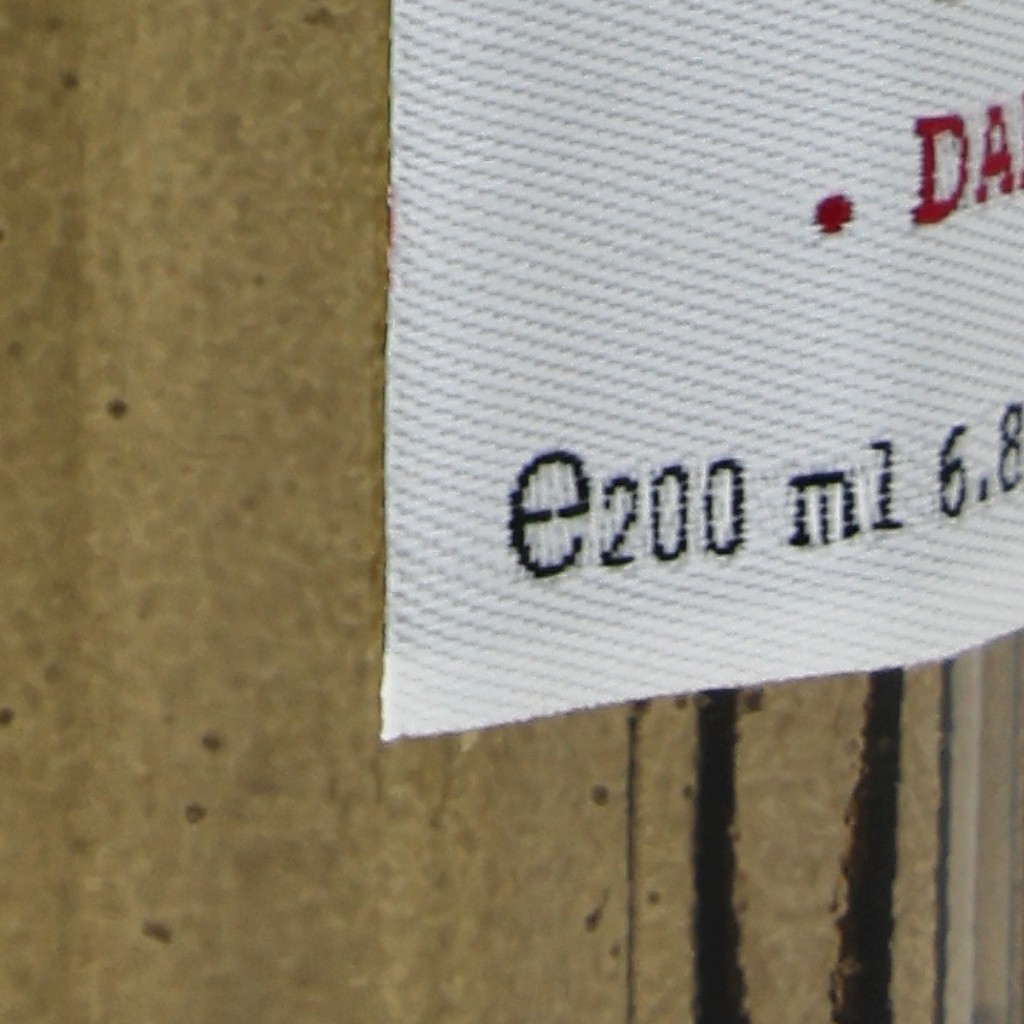 . DA
℮200 ml 6.8